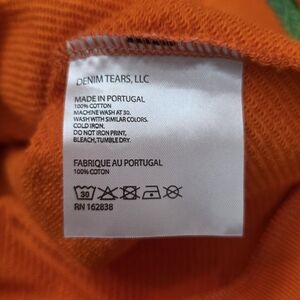 DENIM TEARS, LLC
MADE IN PORTUGAL
100% COTTON
MACHINE WASH AT 30.
WASH WITH SIMILAR COLORS.
COLD IRON.
DO NOT IRON PRINT,
BLEACH, TUMBLE DRY.
FABRIQUE AU PORTUGAL
100% COTON
30
RN 162838